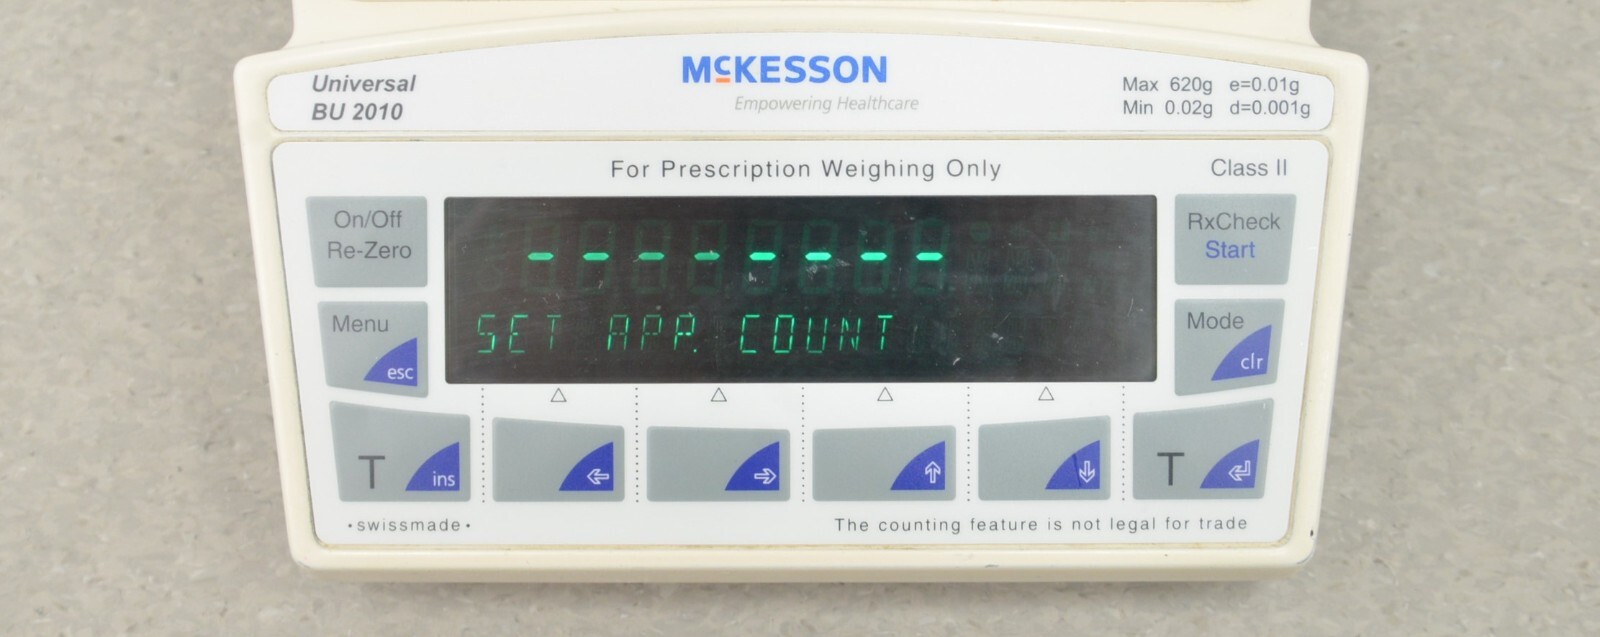 Universal
BU 2010
McKESSON
Empowering Healthcare
Max 620g e=0.01g
Min 0.02g d=0.001g
For Prescription Weighing Only
Class II
On/Off
Re-Zero
--------
SET APP. COUNT
RxCheck
Start
Menu
esc
Mode
clr
T ins
T
•swissmade•
The counting feature is not legal for trade